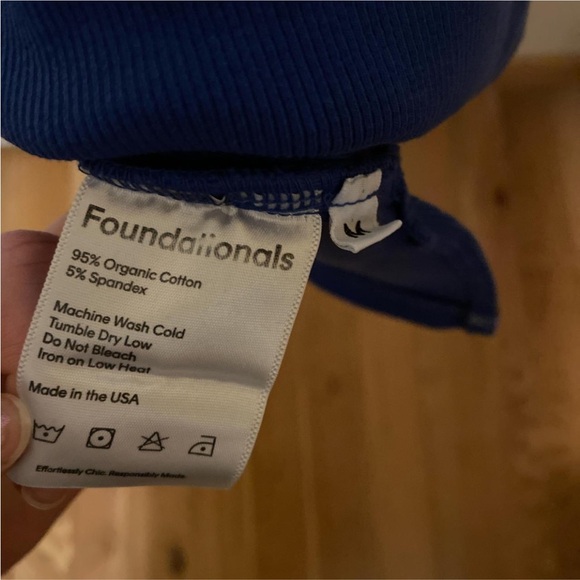 Foundationals
95% Organic Cotton
5% Spandex
Machine Wash Cold
Tumble Dry Low
Do Not Bleach
Iron on Low Heat
Made in the USA
Effortlessly Chic. Responsibly Made.